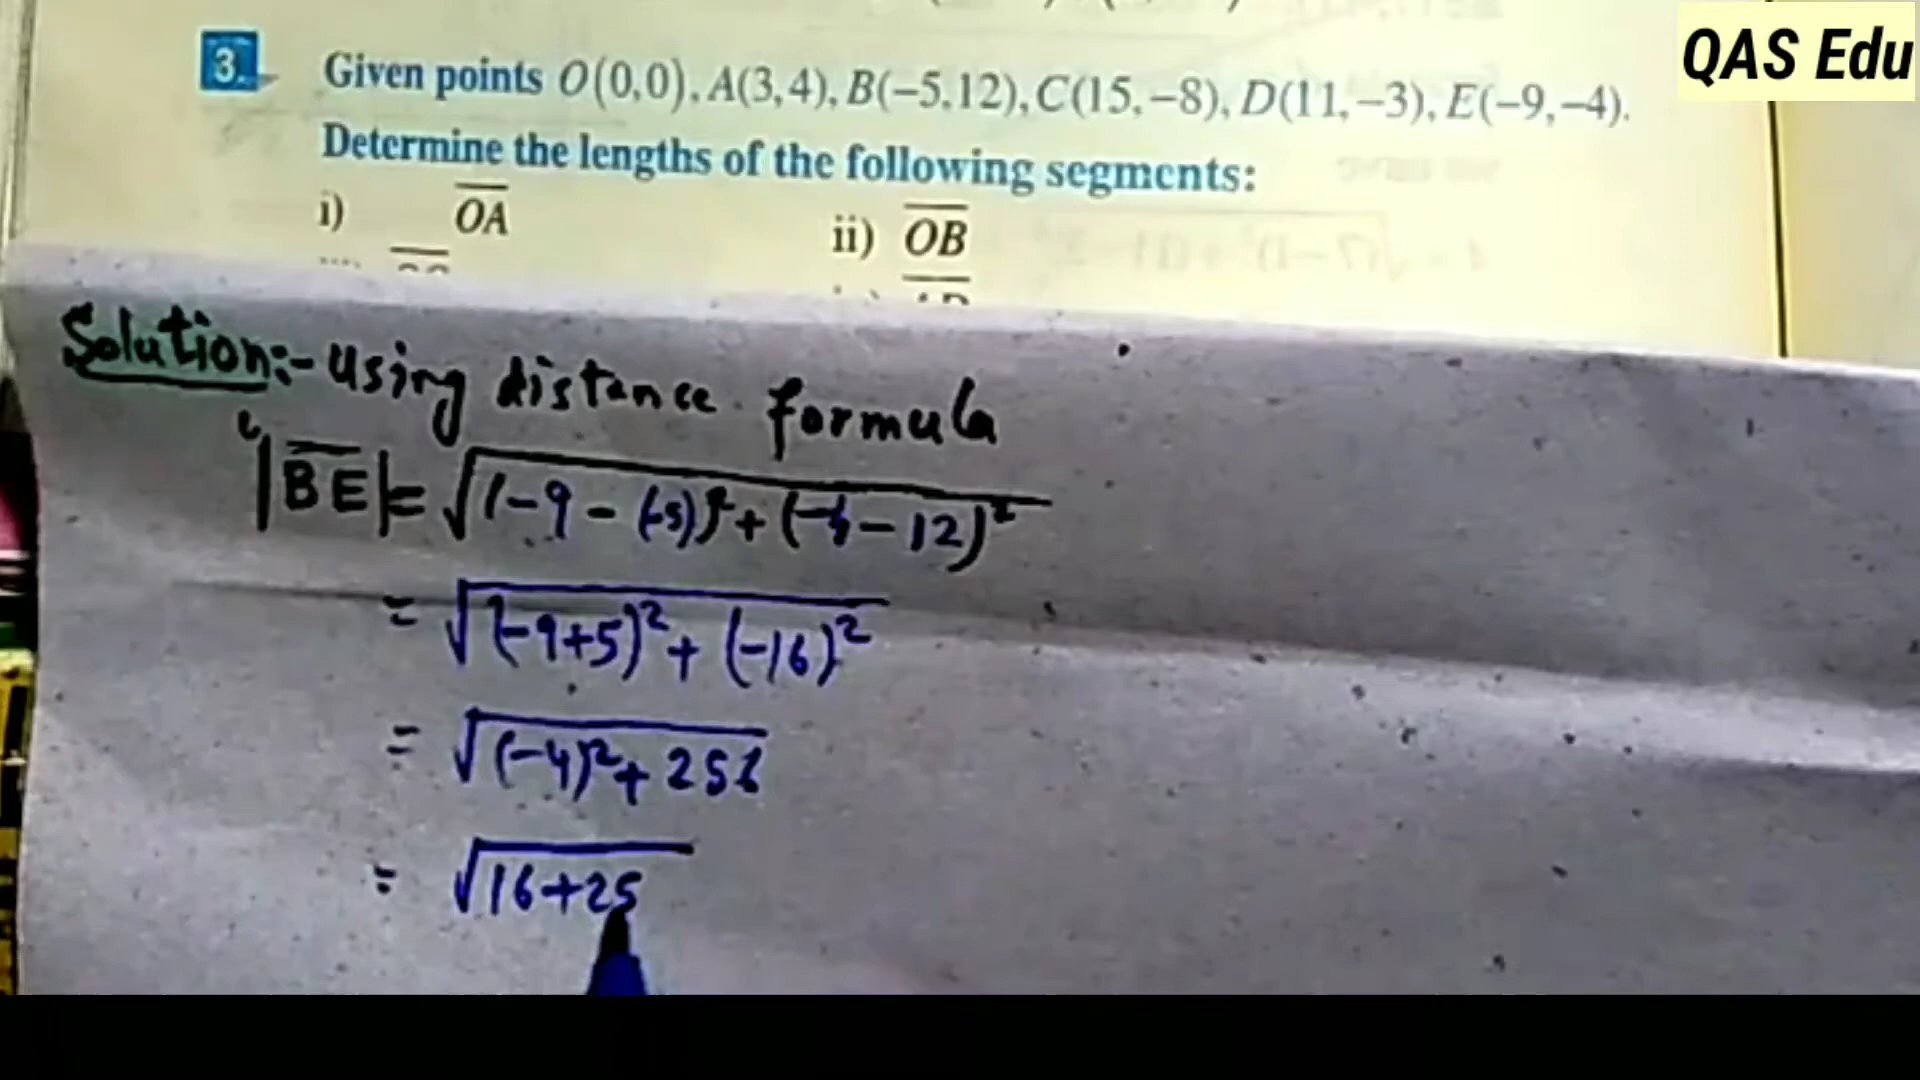 QAS Edu
3. Given points O(0,0), A(3,4), B(−5,12), C(15,−8), D(11,−3), E(−9,−4).
Determine the lengths of the following segments:
i) OA ii) OB
Solution:- Using distance formula
|BE| = √(-9 - (-5))² + (-4 - 12)²
= √(-9+5)² + (-16)²
= √(-4)² + 256
= √16+25